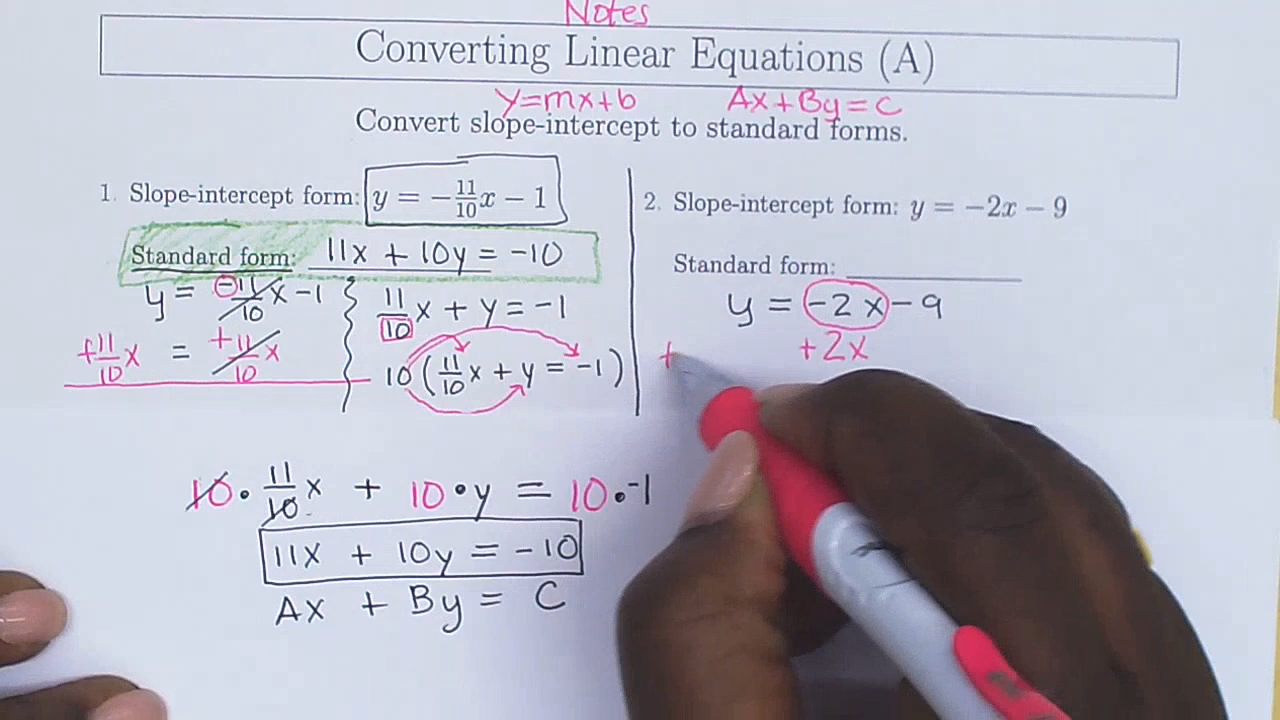 Notes
Converting Linear Equations (A)
y=mx+b Ax+By=C
Convert slope-intercept to standard forms.
1. Slope-intercept form: y = -11/10x - 1
Standard form: 11x + 10y = -10
y = -11/10x-1
+11/10x = +11/10x
11/10x + y = -1
10(11/10x + y = -1)
10·11/10x + 10·y = 10·-1
11x + 10y = -10
Ax + By = C
2. Slope-intercept form: y = -2x - 9
Standard form:
y = -2x-9
+ +2x